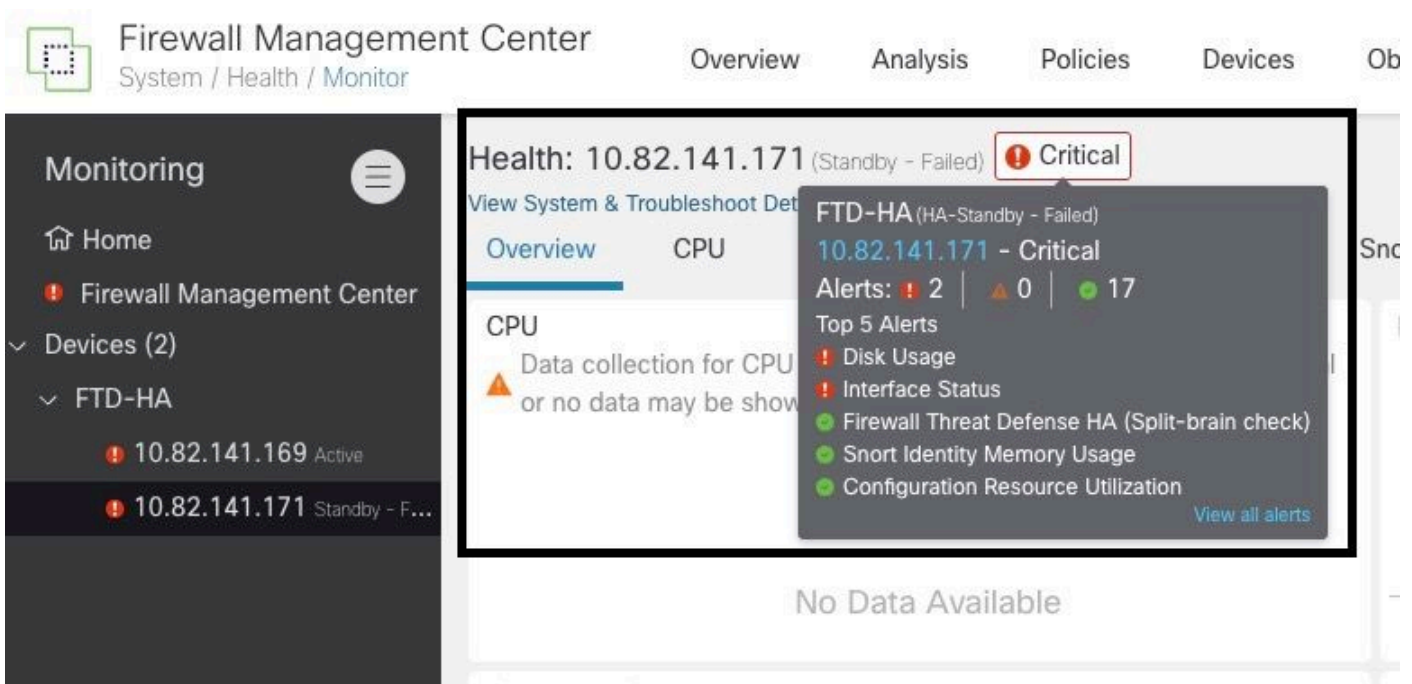 Firewall Management Center
System / Health / Monitor
Overview Analysis Policies Devices Ob
Monitoring
Home
Firewall Management Center
Devices (2)
FTD-HA
10.82.141.169 Active
10.82.141.171 Standby - F...
Health: 10.82.141.171 (Standby - Failed) Critical
View System & Troubleshoot Det
Overview CPU Sno
CPU
Data collection for CPU
or no data may be show
FTD-HA (HA-Standby - Failed)
10.82.141.171 - Critical
Alerts: 2 | 0 | 17
Top 5 Alerts
Disk Usage
Interface Status
Firewall Threat Defense HA (Split-brain check)
Snort Identity Memory Usage
Configuration Resource Utilization
View all alerts
No Data Available